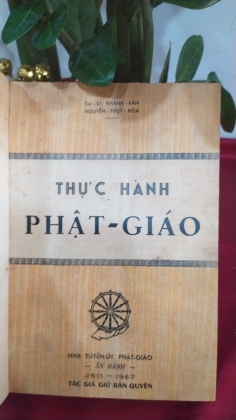 Cư-Sĩ KHÁNH-VÂN
NGUYỄN-THỤY-HÒA
THỰC HÀNH
PHẬT-GIÁO
NHA TUYÊN-ÚY PHẬT-GIÁO
— ẤN HÀNH —
2511 — 1967
TÁC GIẢ GIỮ BẢN QUYỀN